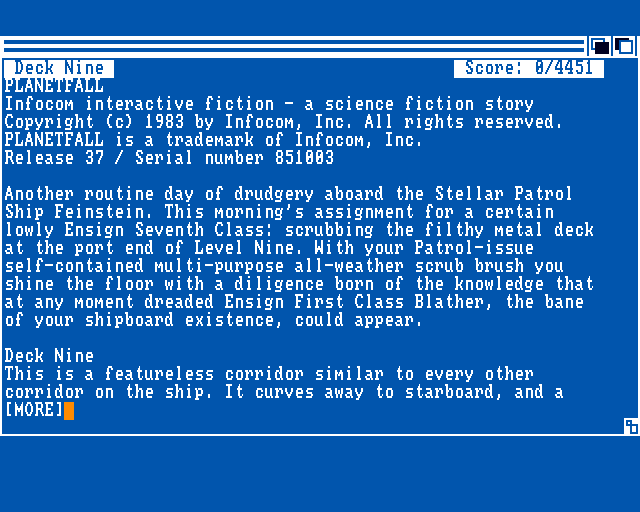 Deck Nine Score: 0/4451
PLANETFALL
Infocom interactive fiction - a science fiction story
Copyright (c) 1983 by Infocom, Inc. All rights reserved.
PLANETFALL is a trademark of Infocom, Inc.
Release 37 / Serial number 851003
Another routine day of drudgery aboard the Stellar Patrol
Ship Feinstein. This morning's assignment for a certain
lowly Ensign Seventh Class: scrubbing the filthy metal deck
at the port end of Level Nine. With your Patrol-issue
self-contained multi-purpose all-weather scrub brush you
shine the floor with a diligence born of the knowledge that
at any moment dreaded Ensign First Class Blather, the bane
of your shipboard existence, could appear.
Deck Nine
This is a featureless corridor similar to every other
corridor on the ship. It curves away to starboard, and a
[MORE]